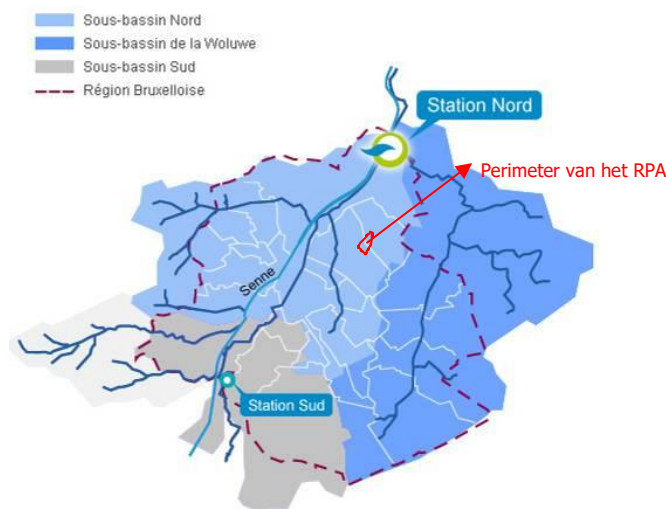 Sous-bassin Nord
Sous-bassin de la Woluwe
Sous-bassin Sud
Région Bruxelloise
Station Nord
Perimeter van het RPA
Senne
Station Sud